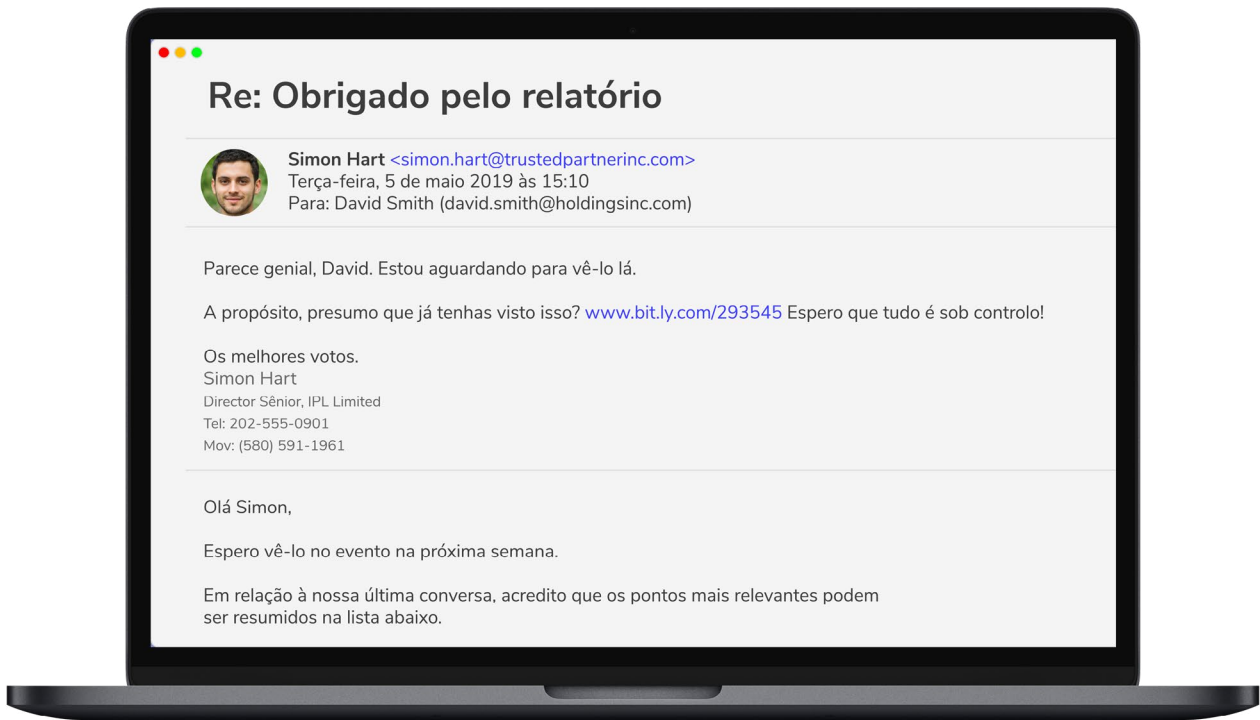 Re: Obrigado pelo relatório
Simon Hart <simon.hart@trustedpartnerinc.com>
Terça-feira, 5 de maio 2019 às 15:10
Para: David Smith (david.smith@holdingsinc.com)
Parece genial, David. Estou aguardando para vê-lo lá.
A propósito, presumo que já tenhas visto isso? www.bit.ly.com/293545 Espero que tudo é sob controlo!
Os melhores votos.
Simon Hart
Director Sênior, IPL Limited
Tel: 202-555-0901
Mov: (580) 591-1961
Olá Simon,
Espero vê-lo no evento na próxima semana.
Em relação à nossa última conversa, acredito que os pontos mais relevantes podem
ser resumidos na lista abaixo.